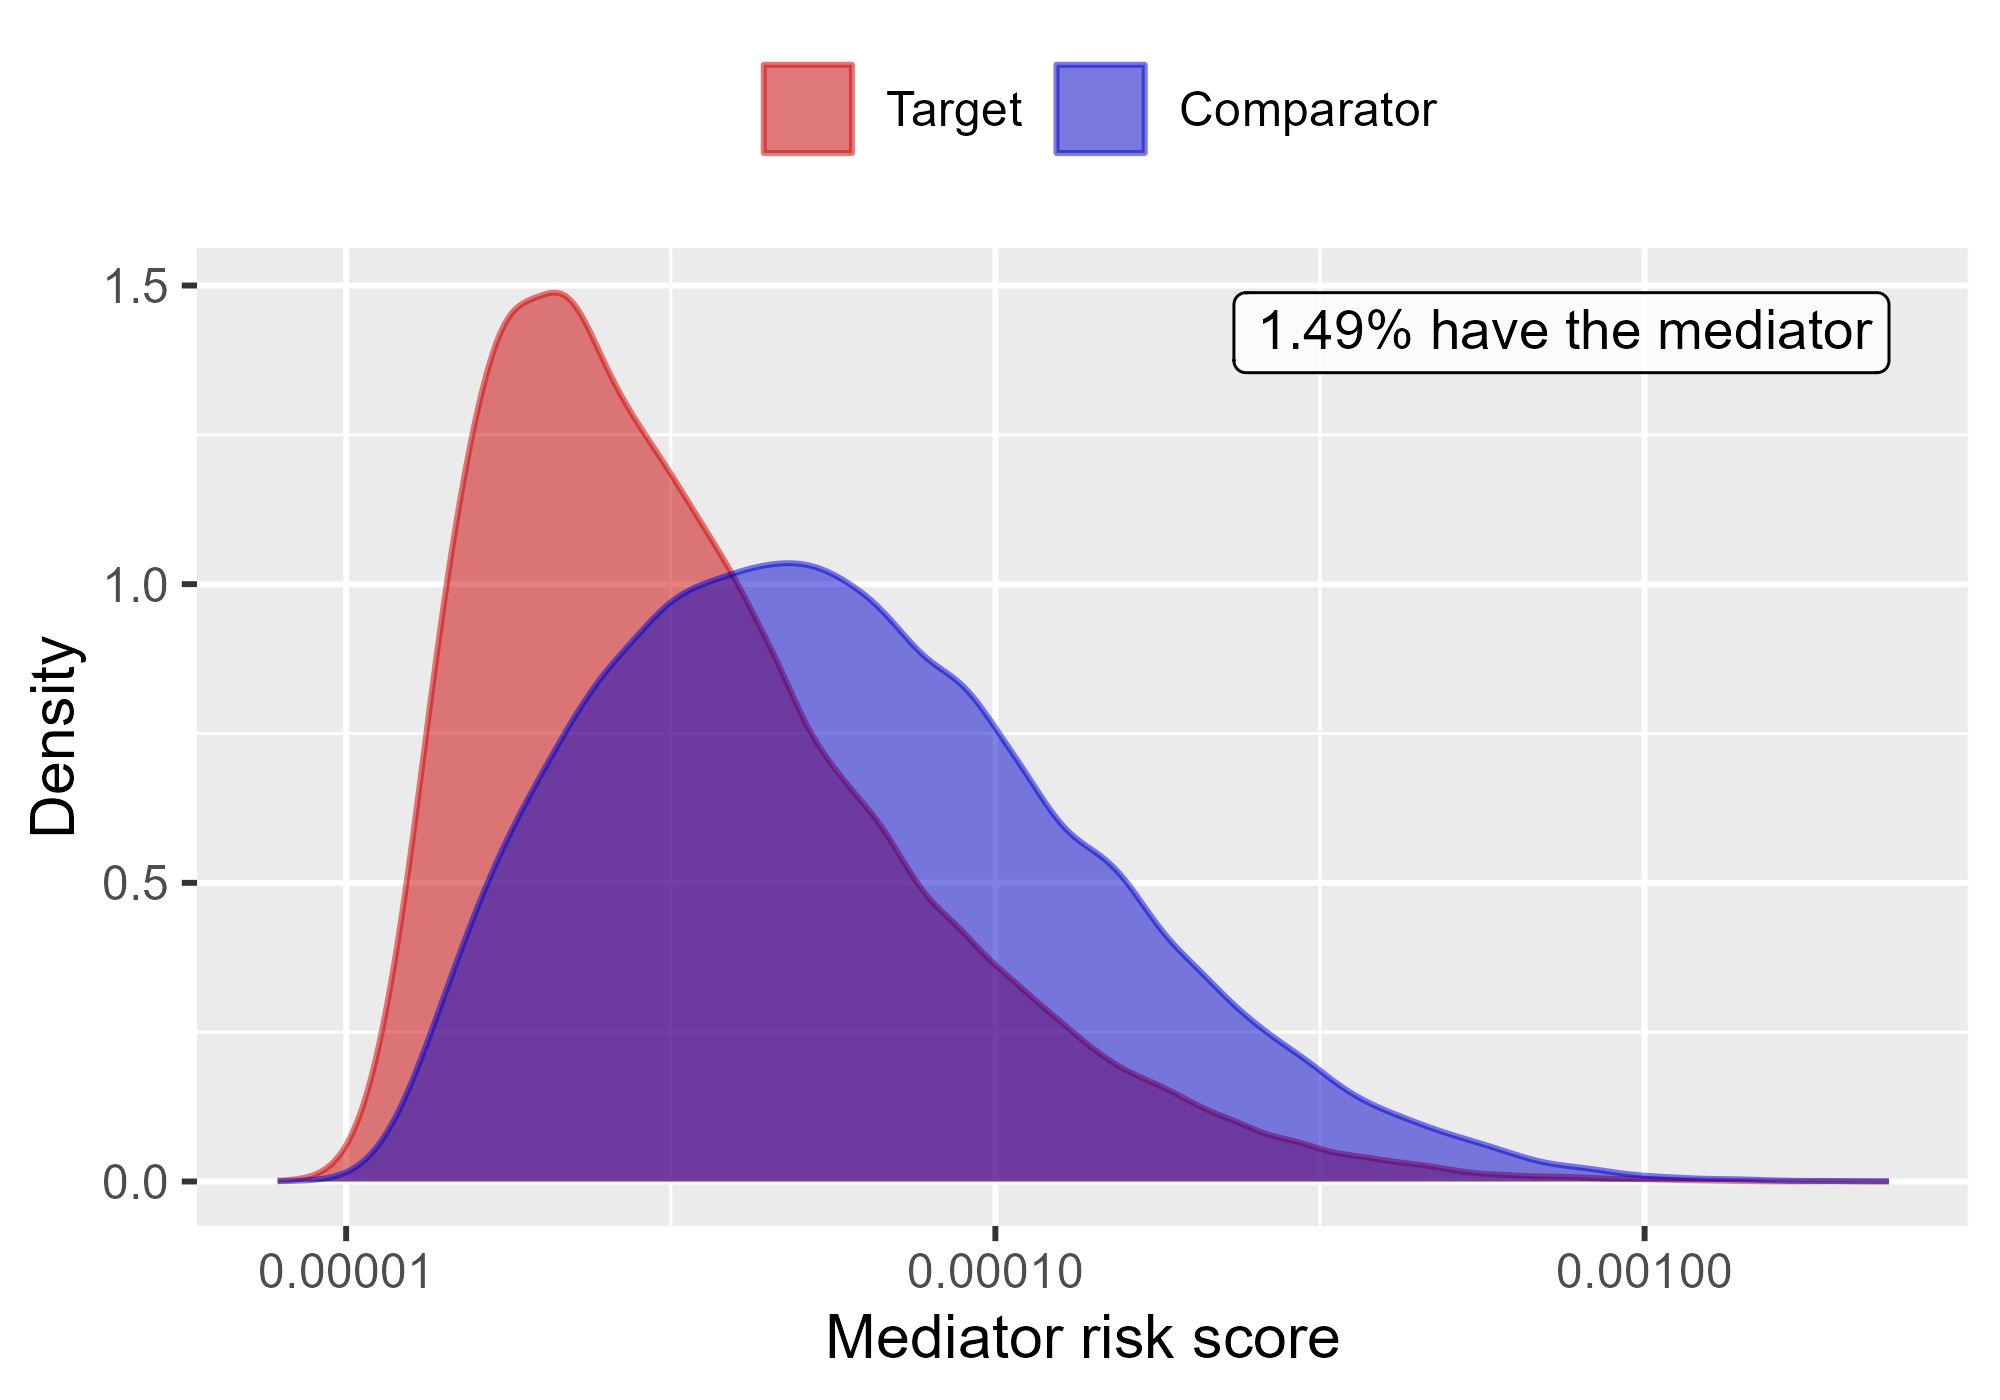 Target Comparator
1.49% have the mediator
1.5
1.0
0.5
0.0
Density
0.00001 0.00010 0.00100
Mediator risk score